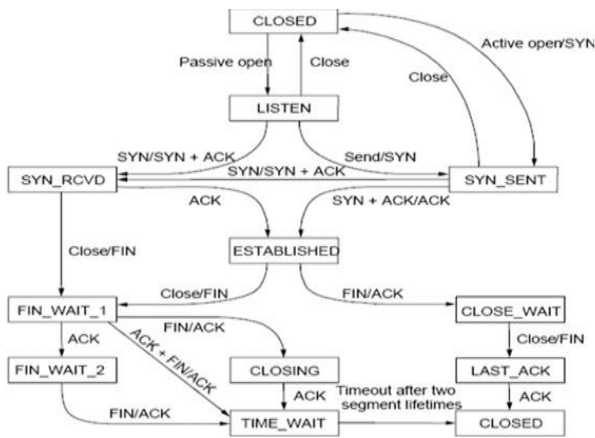 CLOSED
Active open/SYN
Passive open
Close
Close
LISTEN
SYN/SYN + ACK
Send/SYN
SYN/SYN + ACK
SYN_RCVD
SYN_SENT
ACK
SYN + ACK/ACK
ESTABLISHED
Close/FIN
Close/FIN
FIN/ACK
FIN_WAIT_1
CLOSE_WAIT
FIN/ACK
ACK
ACK + FIN/ACK
Close/FIN
FIN_WAIT_2
CLOSING
LAST_ACK
ACK
Timeout after two
segment lifetimes
ACK
FIN/ACK
TIME_WAIT
CLOSED